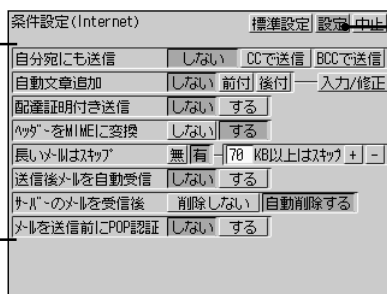 条件設定(Internet) 標準設定 設定 中止
自分宛にも送信 しない CCで送信 BCCで送信
自動文章追加 しない 前付 後付 入力/修正
配達証明付き送信 しない する
ヘッダーをMIMEに変換 しない する
長いメールはスキップ 無 有 70 KB以上はスキップ + -
送信後メールを自動受信 しない する
サーバーのメールを受信後 削除しない 自動削除する
メールを送信前にPOP認証 しない する